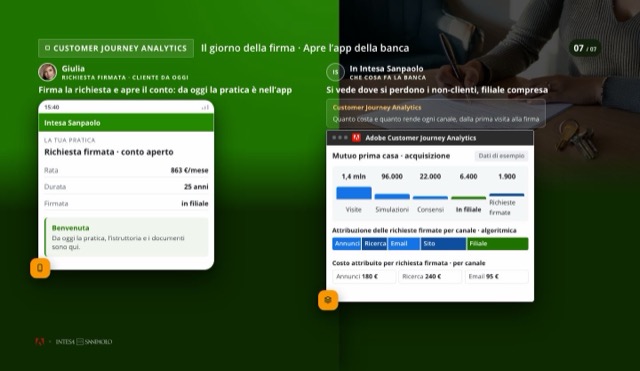 CUSTOMER JOURNEY ANALYTICS
Il giorno della firma · Apre l'app della banca
07 / 07
Giulia
RICHIESTA FIRMATA · CLIENTE DA OGGI
Firma la richiesta e apre il conto: da oggi la pratica è nell'app
15:40
Intesa Sanpaolo
LA TUA PRATICA
Richiesta firmata · conto aperto
Rata 863 €/mese
Durata 25 anni
Firmata in filiale
Benvenuta
Da oggi la pratica, l'istruttoria e i documenti
sono qui.
IS
In Intesa Sanpaolo
CHE COSA FA LA BANCA
Si vede dove si perdono i non-clienti, filiale compresa
Customer Journey Analytics
Quanto costa e quanto rende ogni canale, dalla prima visita alla firma
Adobe Customer Journey Analytics
Mutuo prima casa · acquisizione
Dati di esempio
1,4 mln 96.000 22.000 6.400 1.900
Visite Simulazioni Consensi In filiale Richieste
firmate
Attribuzione delle richieste firmate per canale · algoritmica
Annunci Ricerca Email Sito Filiale
Costo attribuito per richiesta firmata · per canale
Annunci 180 € Ricerca 240 € Email 95 €
INTESA SANPAOLO